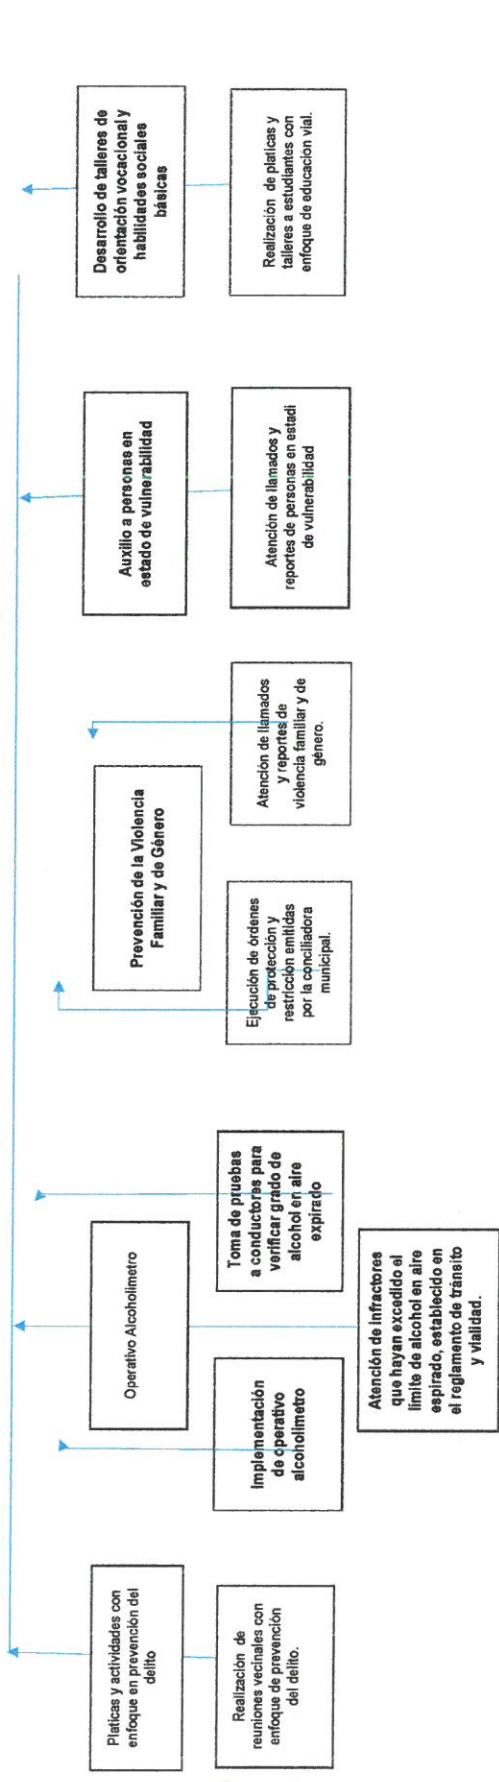 Platicas y actividades con
enfoque en prevención del
delito
Realización de
reuniones vecinales con
enfoque de prevención
del delito.
Operativo Alcoholímetro
Implementación
de operativo
alcoholímetro
Toma de pruebas
a conductores para
verificar grado de
alcohol en aire
expirado
Atención de infractores
que hayan excedido el
límite de alcohol en aire
espirado, establecido en
el reglamento de tránsito
y vialidad.
Prevención de la Violencia
Familiar y de Género
Ejecución de órdenes
de protección y
restricción emitidas
por la conciliadora
municipal.
Atención de llamados
y reportes de
violencia familiar y de
género.
Auxilio a personas en
estado de vulnerabilidad
Atención de llamados y
reportes de personas en estadi
de vulnerabilidad
Desarrollo de talleres de
orientación vocacional y
habilidades sociales
básicas
Realización de platicas y
talleres a estudiantes con
enfoque de educación vial.